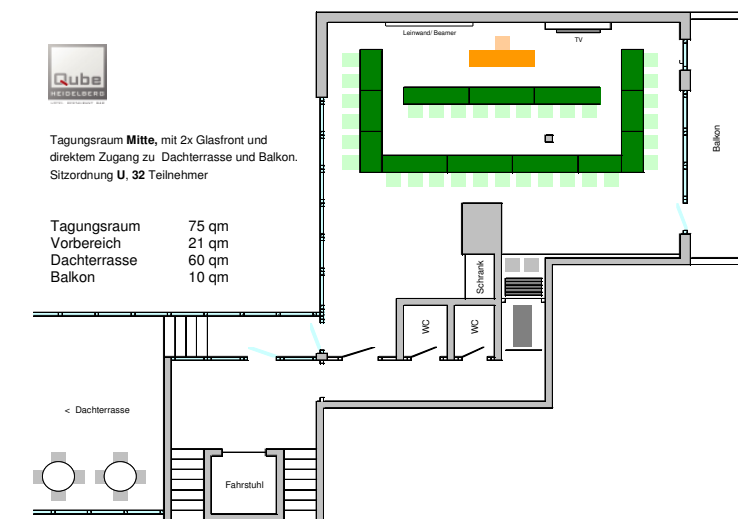 Leinwand/ Beamer
TV
Qube
HEIDELBERG
Tagungsraum Mitte, mit 2x Glasfront und
direktem Zugang zu Dachterrasse und Balkon.
Sitzordnung U, 32 Teilnehmer
Balkon
Tagungsraum 75 qm
Vorbereich 21 qm
Dachterrasse 60 qm
Balkon 10 qm
Schrank
WC
WC
< Dachterrasse
Fahrstuhl